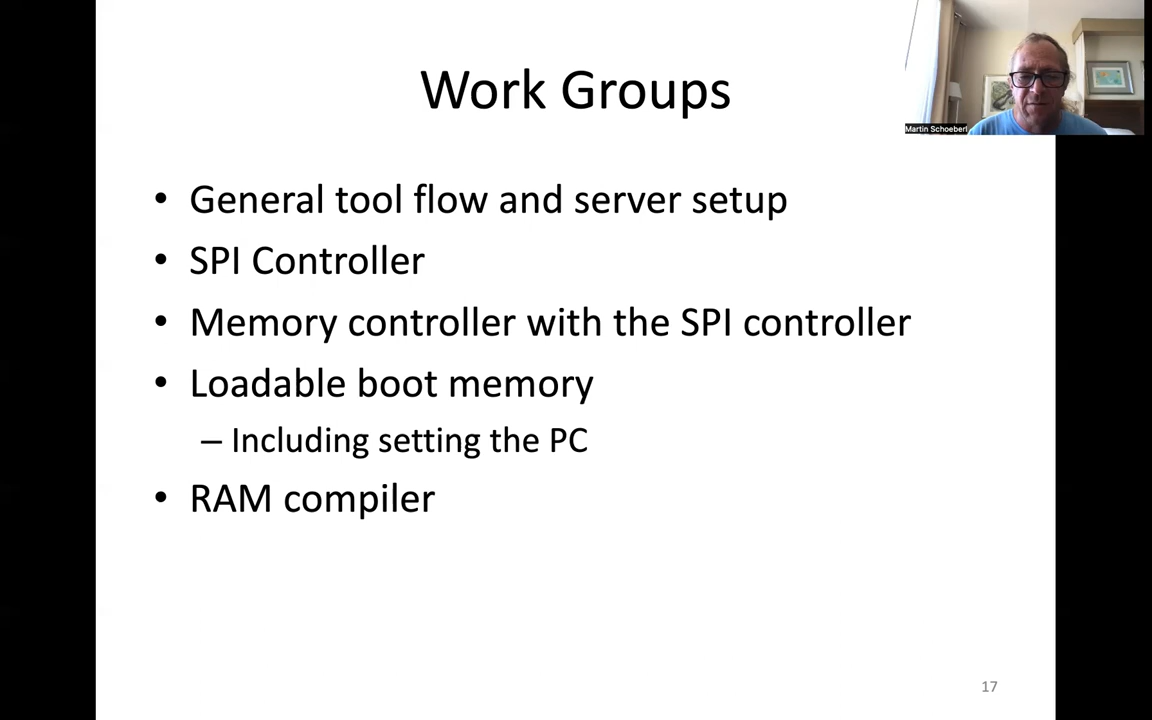 Work Groups
Martin Schoeberl
• General tool flow and server setup
• SPI Controller
• Memory controller with the SPI controller
• Loadable boot memory
– Including setting the PC
• RAM compiler
17